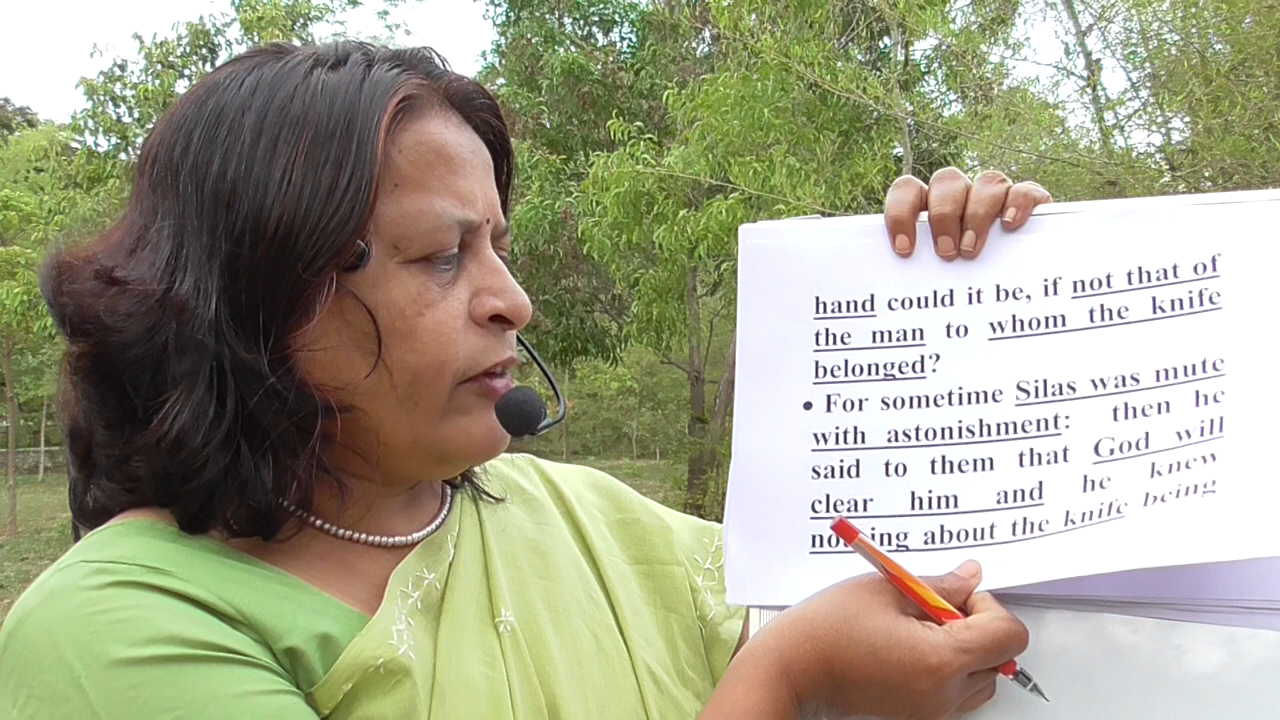 hand could it be, if not that of
the man to whom the knife
belonged?
• For sometime Silas was mute
with astonishment: then he
said to them that God will
clear him and he knew
nothing about the knife being